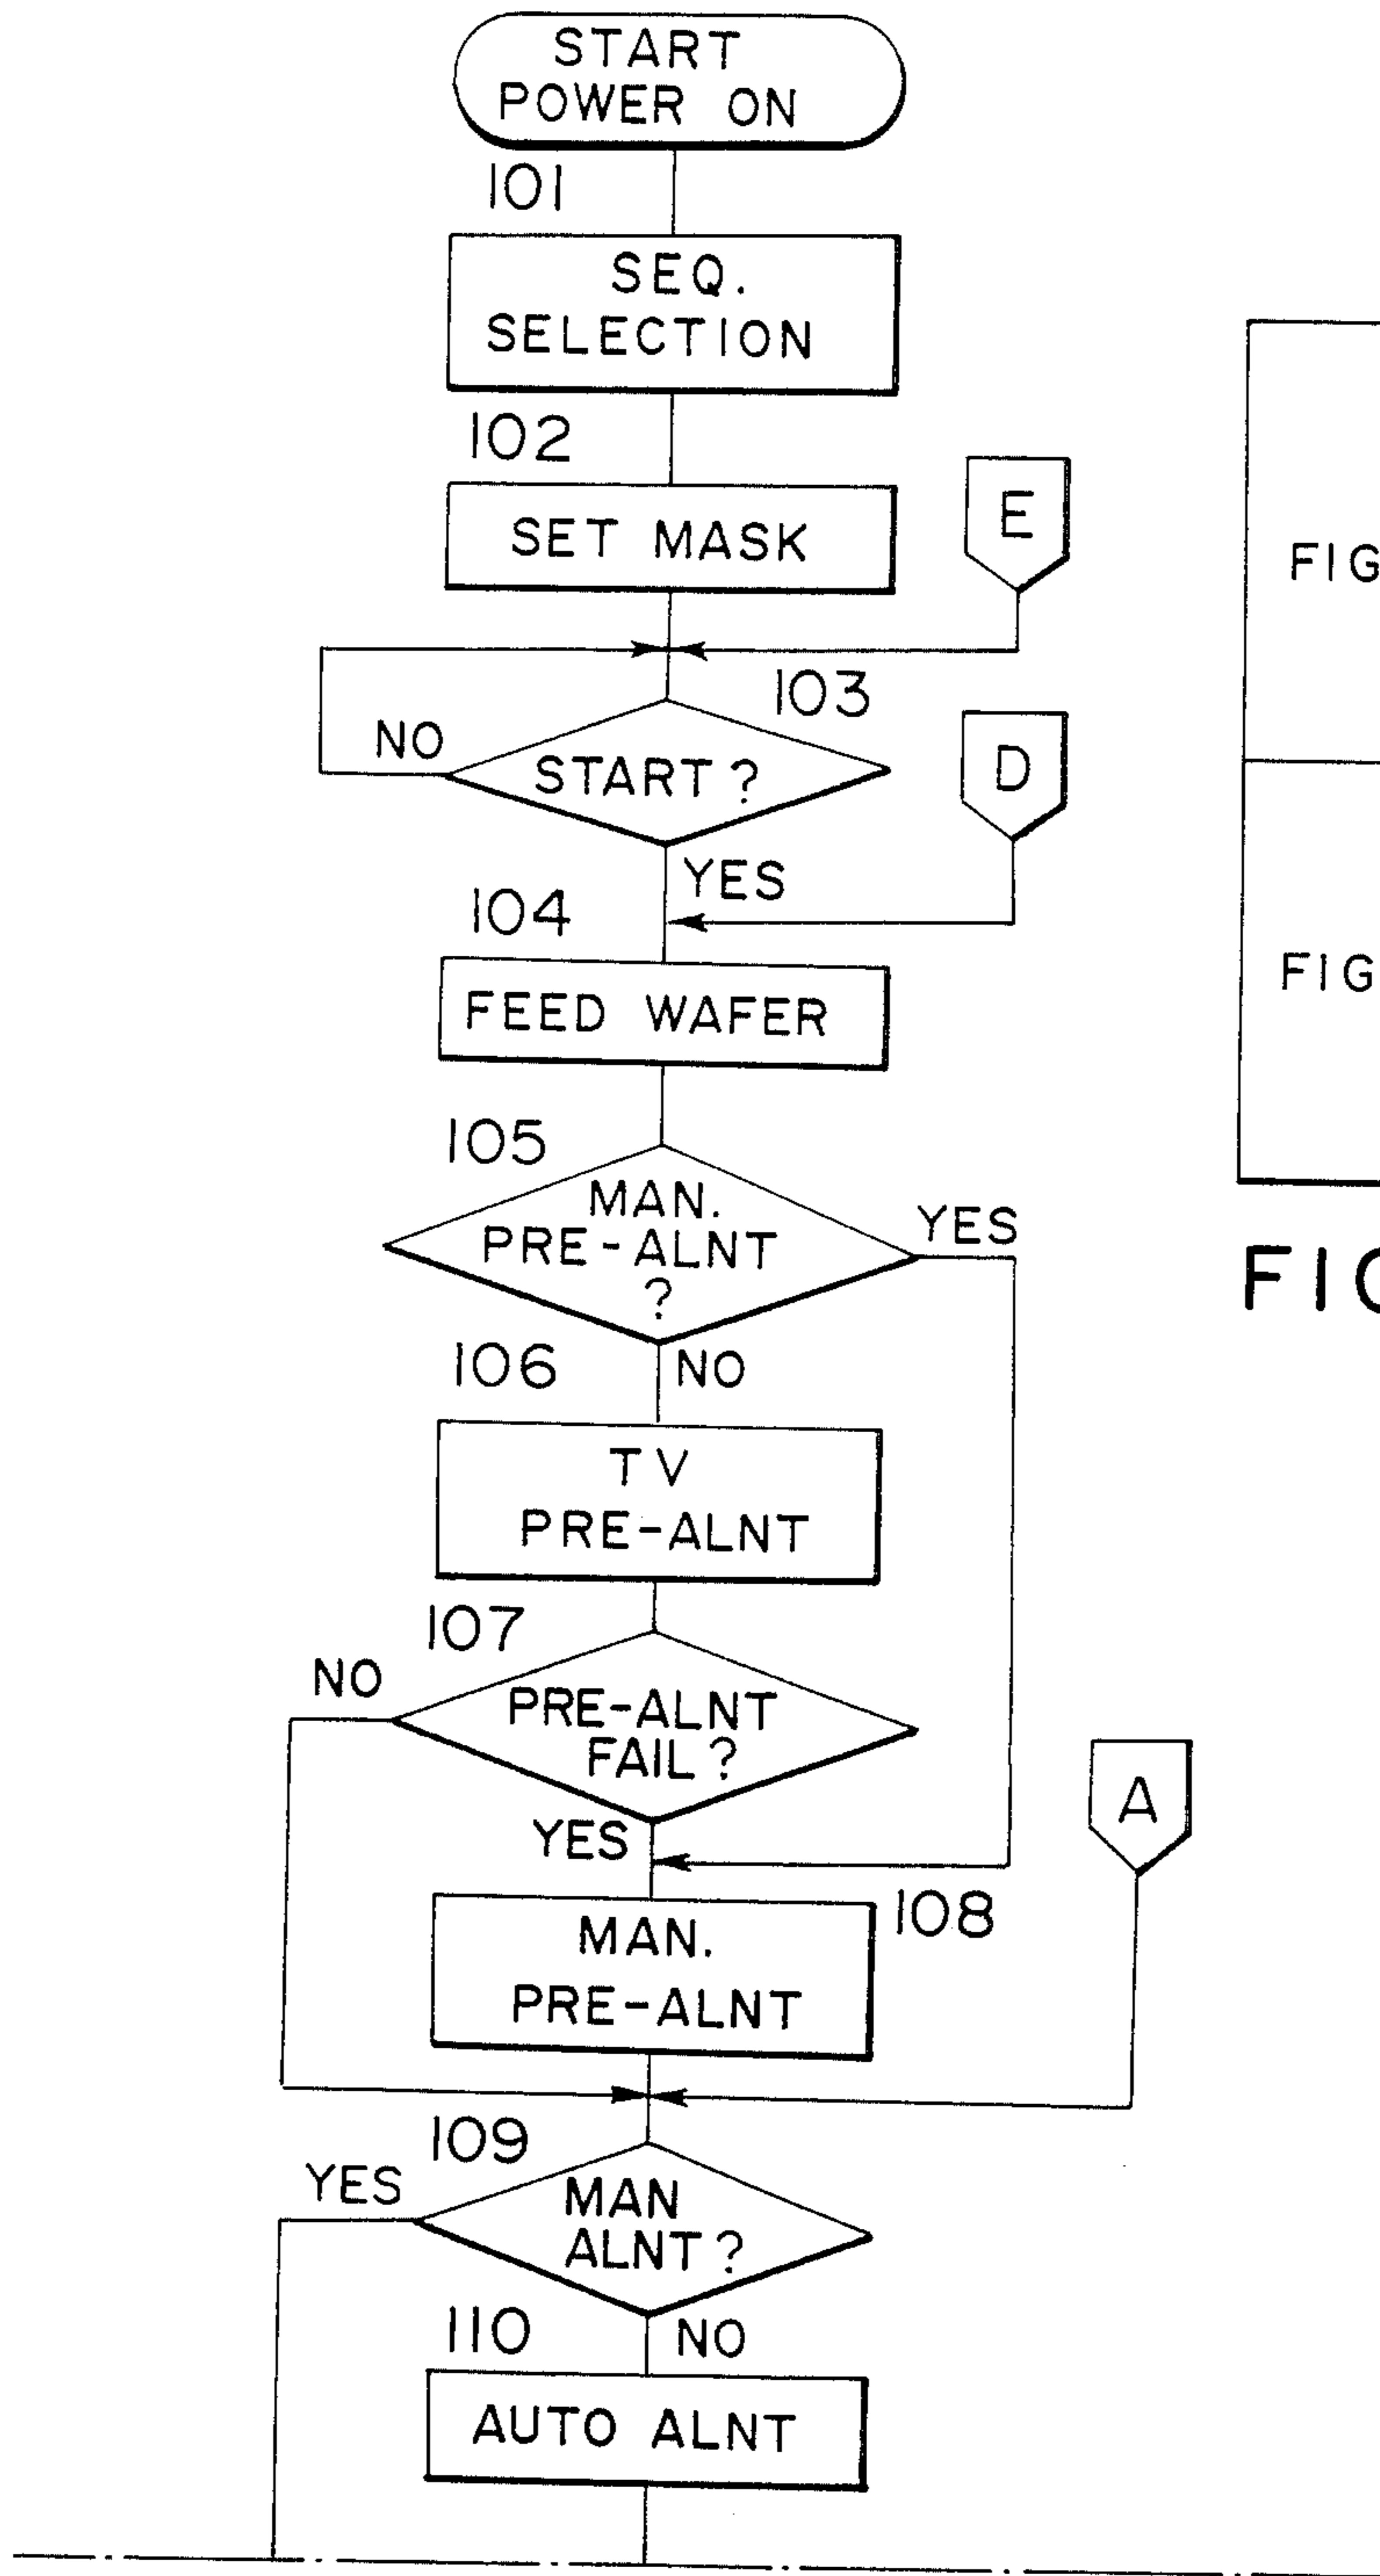 START
POWER ON
101
SEQ.
SELECTION
102
SET MASK
E
103
NO
START?
D
YES
104
FEED WAFER
105
MAN.
PRE-ALNT
?
YES
106
NO
TV
PRE-ALNT
107
NO
PRE-ALNT
FAIL?
YES
A
108
MAN.
PRE-ALNT
109
YES
MAN
ALNT?
110
NO
AUTO ALNT
FIG
FIG
FIG